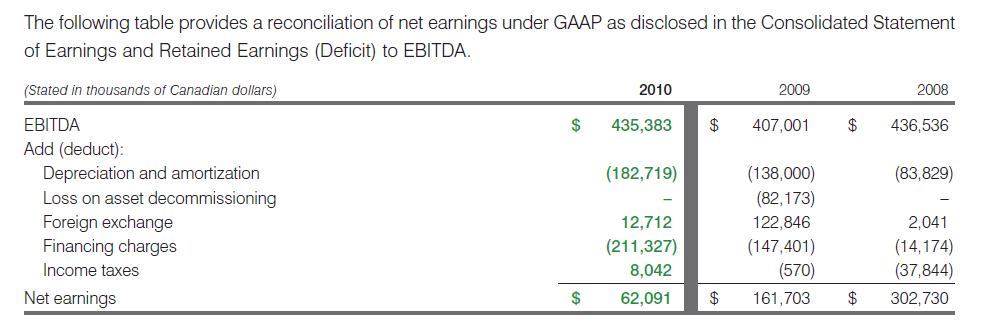 The following table provides a reconciliation of net earnings under GAAP as disclosed in the Consolidated Statement
of Earnings and Retained Earnings (Deficit) to EBITDA.
(Stated in thousands of Canadian dollars) 2010 2009 2008
EBITDA $ 435,383 $ 407,001 $ 436,536
Add (deduct):
Depreciation and amortization (182,719) (138,000) (83,829)
Loss on asset decommissioning – (82,173) –
Foreign exchange 12,712 122,846 2,041
Financing charges (211,327) (147,401) (14,174)
Income taxes 8,042 (570) (37,844)
Net earnings $ 62,091 $ 161,703 $ 302,730